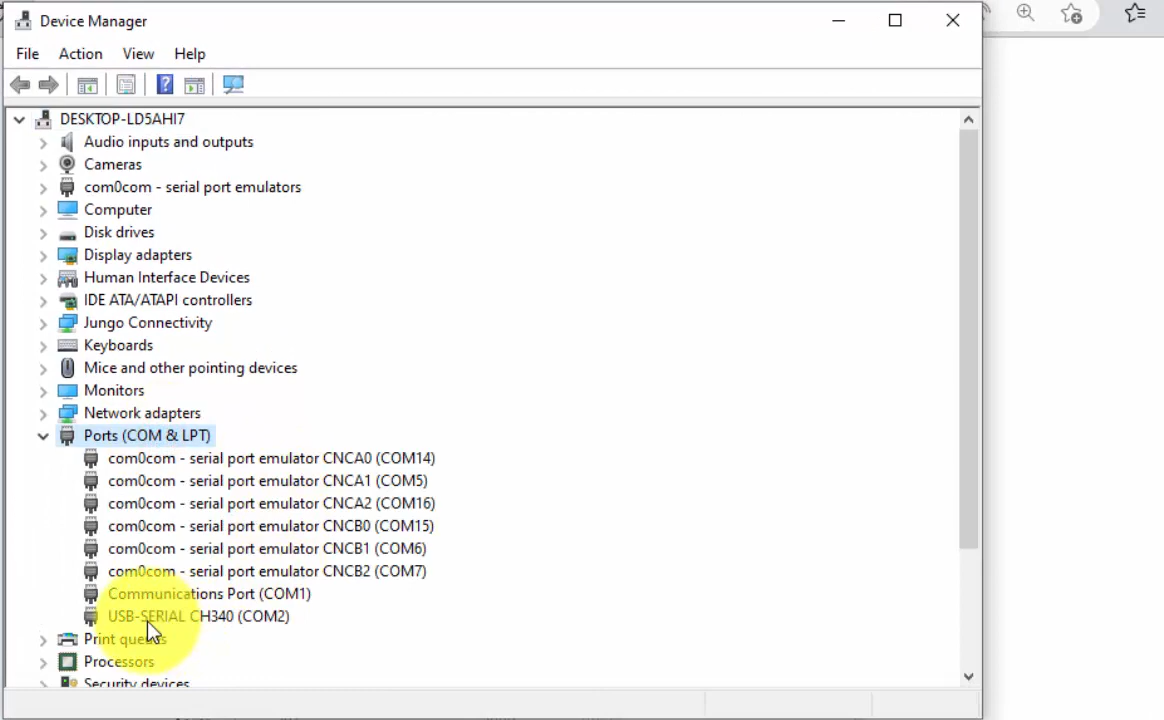 Device Manager
File Action View Help
DESKTOP-LD5AHI7
Audio inputs and outputs
Cameras
com0com - serial port emulators
Computer
Disk drives
Display adapters
Human Interface Devices
IDE ATA/ATAPI controllers
Jungo Connectivity
Keyboards
Mice and other pointing devices
Monitors
Network adapters
Ports (COM & LPT)
com0com - serial port emulator CNCA0 (COM14)
com0com - serial port emulator CNCA1 (COM5)
com0com - serial port emulator CNCA2 (COM16)
com0com - serial port emulator CNCB0 (COM15)
com0com - serial port emulator CNCB1 (COM6)
com0com - serial port emulator CNCB2 (COM7)
Communications Port (COM1)
USB-SERIAL CH340 (COM2)
Print queues
Processors
Security devices